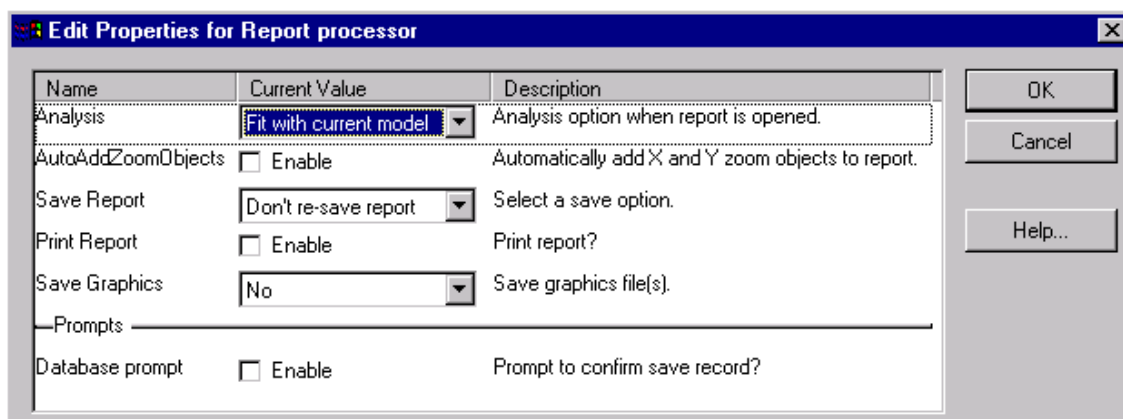 Edit Properties for Report processor
Name Current Value Description
Analysis Fit with current model Analysis option when report is opened.
AutoAddZoomObjects Enable Automatically add X and Y zoom objects to report.
Save Report Don't re-save report Select a save option.
Print Report Enable Print report?
Save Graphics No Save graphics file(s).
Prompts
Database prompt Enable Prompt to confirm save record?
OK
Cancel
Help...